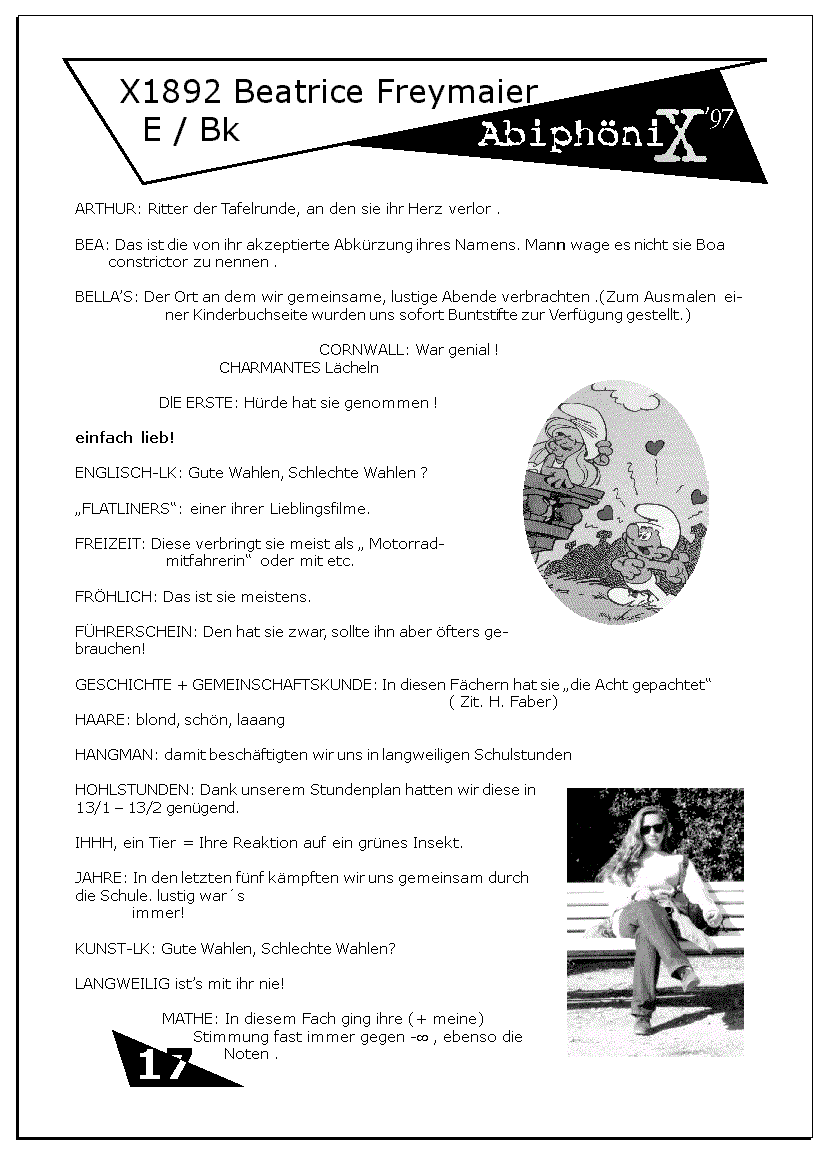 X1892 Beatrice Freymaier
E / Bk
AbiphöniX '97
ARTHUR: Ritter der Tafelrunde, an den sie ihr Herz verlor .
BEA: Das ist die von ihr akzeptierte Abkürzung ihres Namens. Mann wage es nicht sie Boa
constrictor zu nennen .
BELLA’S: Der Ort an dem wir gemeinsame, lustige Abende verbrachten .(Zum Ausmalen ei-
ner Kinderbuchseite wurden uns sofort Buntstifte zur Verfügung gestellt.)
CORNWALL: War genial !
CHARMANTES Lächeln
DIE ERSTE: Hürde hat sie genommen !
einfach lieb!
ENGLISCH-LK: Gute Wahlen, Schlechte Wahlen ?
„FLATLINERS“: einer ihrer Lieblingsfilme.
FREIZEIT: Diese verbringt sie meist als „ Motorrad-
mitfahrerin“ oder mit etc.
FRÖHLICH: Das ist sie meistens.
FÜHRERSCHEIN: Den hat sie zwar, sollte ihn aber öfters ge-
brauchen!
GESCHICHTE + GEMEINSCHAFTSKUNDE: In diesen Fächern hat sie „die Acht gepachtet“
( Zit. H. Faber)
HAARE: blond, schön, laaang
HANGMAN: damit beschäftigten wir uns in langweiligen Schulstunden
HOHLSTUNDEN: Dank unserem Stundenplan hatten wir diese in
13/1 – 13/2 genügend.
IHHH, ein Tier = Ihre Reaktion auf ein grünes Insekt.
JAHRE: In den letzten fünf kämpften wir uns gemeinsam durch
die Schule. lustig war´s
immer!
KUNST-LK: Gute Wahlen, Schlechte Wahlen?
LANGWEILIG ist’s mit ihr nie!
MATHE: In diesem Fach ging ihre (+ meine)
Stimmung fast immer gegen -∞ , ebenso die
Noten .
17